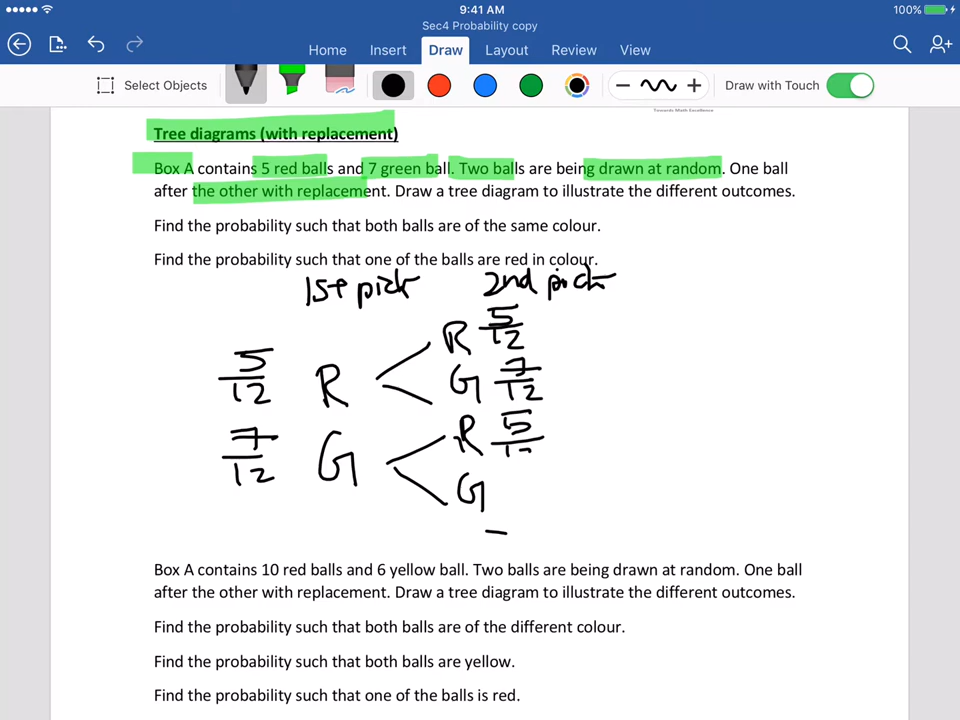 9:41 AM
100%
Sec4 Probability copy
Home Insert Draw Layout Review View
Select Objects
Draw with Touch
Towards Math Excellence
Tree diagrams (with replacement)
Box A contains 5 red balls and 7 green ball. Two balls are being drawn at random. One ball
after the other with replacement. Draw a tree diagram to illustrate the different outcomes.
Find the probability such that both balls are of the same colour.
Find the probability such that one of the balls are red in colour.
1st pick 2nd pick
R 5/12
5/12 R
G 7/12
R 5/12
7/12 G
G
Box A contains 10 red balls and 6 yellow ball. Two balls are being drawn at random. One ball
after the other with replacement. Draw a tree diagram to illustrate the different outcomes.
Find the probability such that both balls are of the different colour.
Find the probability such that both balls are yellow.
Find the probability such that one of the balls is red.